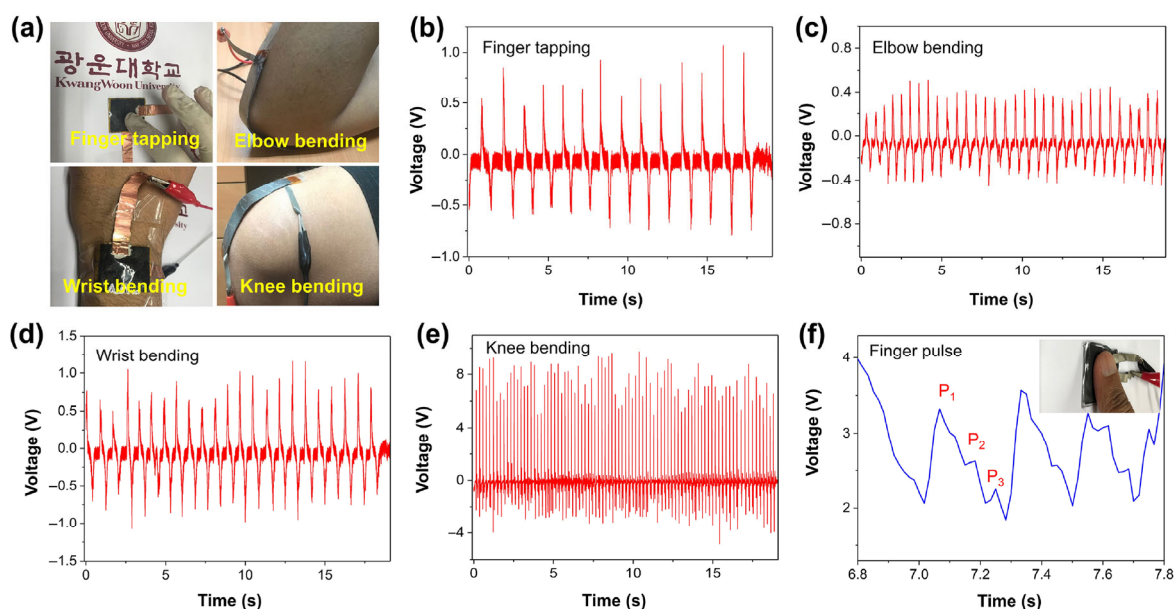 (a)
광운대학교
KwangWoon University
Finger tapping
Elbow bending
Wrist bending
Knee bending
(b)
Finger tapping
Voltage (V)
1.0
0.5
0.0
−0.5
−1.0
0
5
10
15
Time (s)
(c)
Elbow bending
Voltage (V)
0.8
0.4
0.0
−0.4
−0.8
0
5
10
15
Time (s)
(d)
Wrist bending
Voltage (V)
1.5
1.0
0.5
0.0
−0.5
−1.0
−1.5
0
5
10
15
Time (s)
(e)
Knee bending
Voltage (V)
8
4
0
−4
0
5
10
15
Time (s)
(f)
Finger pulse
P1
P2
P3
Voltage (V)
4
3
2
6.8
7.0
7.2
7.4
7.6
7.8
Time (s)